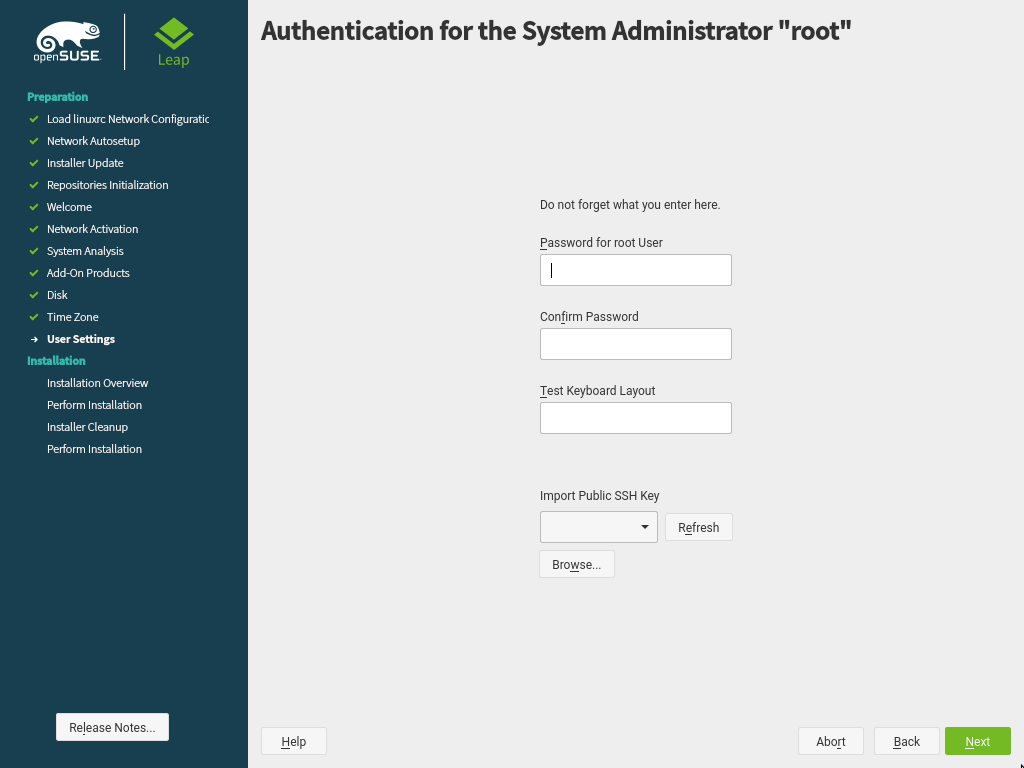 openSUSE
Leap
Authentication for the System Administrator "root"
Preparation
Load linuxrc Network Configuratic
Network Autosetup
Installer Update
Repositories Initialization
Welcome
Network Activation
System Analysis
Add-On Products
Disk
Time Zone
User Settings
Installation
Installation Overview
Perform Installation
Installer Cleanup
Perform Installation
Release Notes...
Do not forget what you enter here.
Password for root User
Confirm Password
Test Keyboard Layout
Import Public SSH Key
Refresh
Browse...
Help
Abort
Back
Next